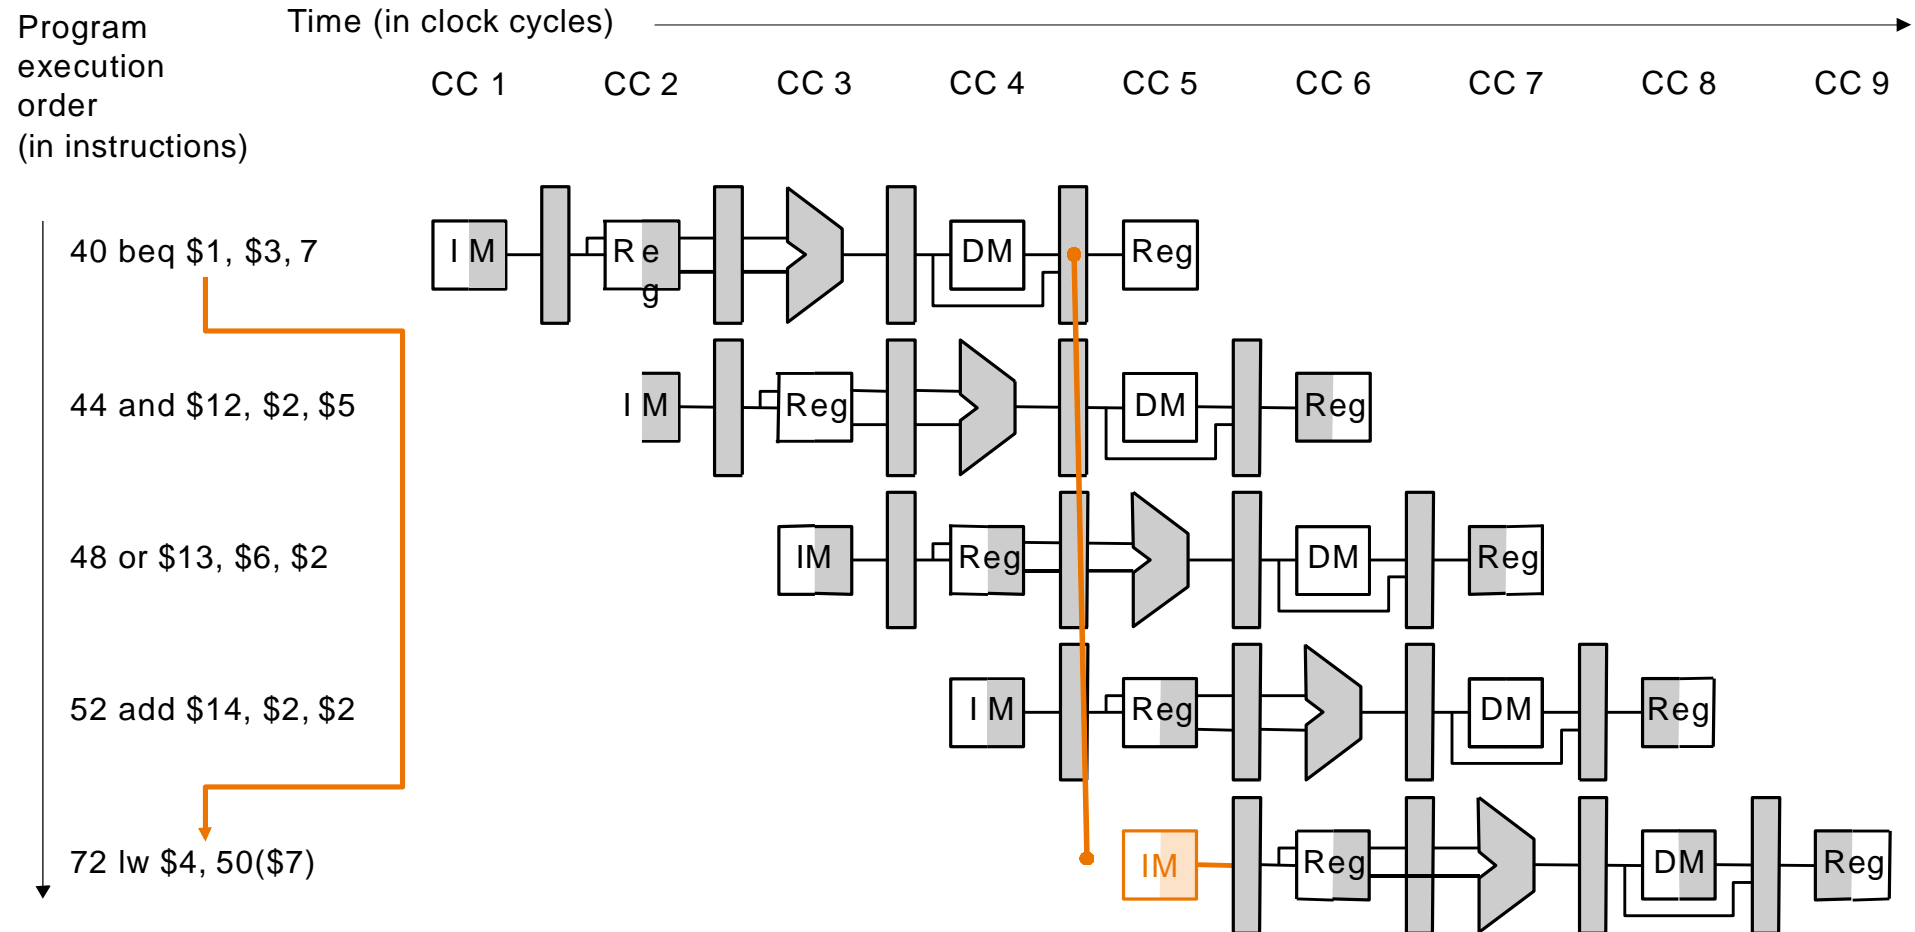 Program
execution
order
(in instructions)
Time (in clock cycles)
CC 1 CC 2 CC 3 CC 4 CC 5 CC 6 CC 7 CC 8 CC 9
40 beq $1, $3, 7
I M Re
g DM Reg
44 and $12, $2, $5
I M Reg DM Reg
48 or $13, $6, $2
IM Reg DM Reg
52 add $14, $2, $2
I M Reg DM Reg
72 lw $4, 50($7)
IM Reg DM Reg